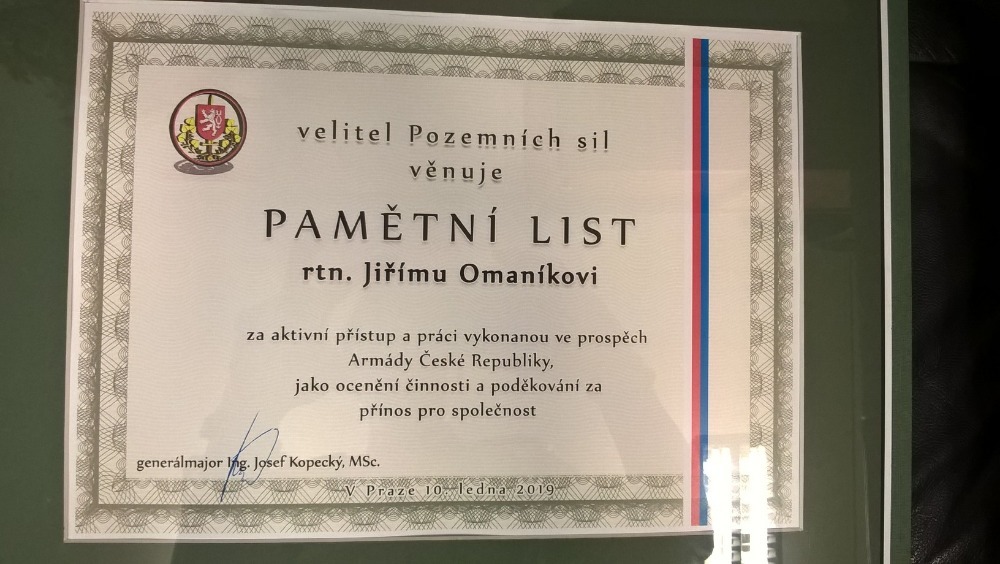 velitel Pozemních sil
věnuje
PAMĚTNÍ LIST
rtn. Jiřímu Omaníkovi
za aktivní přístup a práci vykonanou ve prospěch
Armády České Republiky,
jako ocenění činnosti a poděkování za
přínos pro společnost
generálmajor Ing. Josef Kopecký, MSc.
V Praze 10. ledna 2019